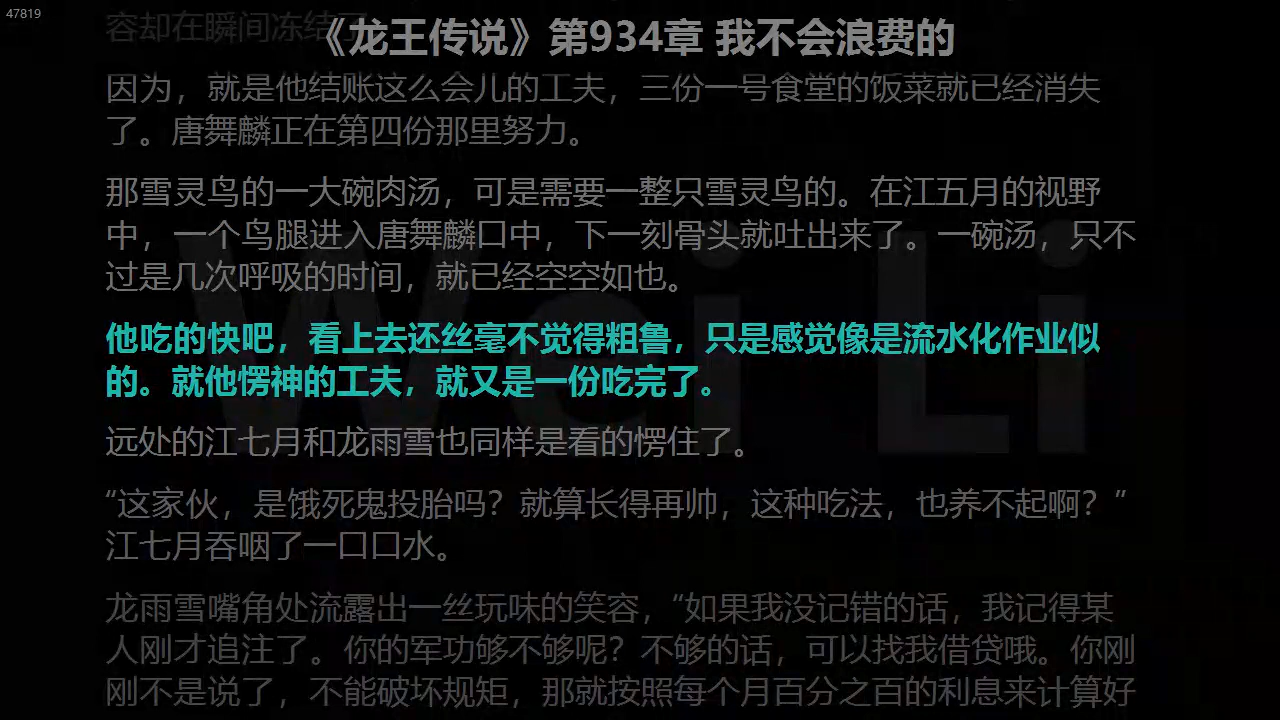 47819
容却在瞬间冻结了
《龙王传说》第934章 我不会浪费的
因为，就是他结账这么会儿的工夫，三份一号食堂的饭菜就已经消失
了。唐舞麟正在第四份那里努力。
那雪灵鸟的一大碗肉汤，可是需要一整只雪灵鸟的。在江五月的视野
中，一个鸟腿进入唐舞麟口中，下一刻骨头就吐出来了。一碗汤，只不
过是几次呼吸的时间，就已经空空如也。
他吃的快吧，看上去还丝毫不觉得粗鲁，只是感觉像是流水化作业似
的。就他愣神的工夫，就又是一份吃完了。
远处的江七月和龙雨雪也同样是看的愣住了。
“这家伙，是饿死鬼投胎吗？就算长得再帅，这种吃法，也养不起啊？”
江七月吞咽了一口口水。
龙雨雪嘴角处流露出一丝玩味的笑容，“如果我没记错的话，我记得某
人刚才追注了。你的军功够不够呢？不够的话，可以找我借贷哦。你刚
刚不是说了，不能破坏规矩，那就按照每个月百分之百的利息来计算好
Wei Li